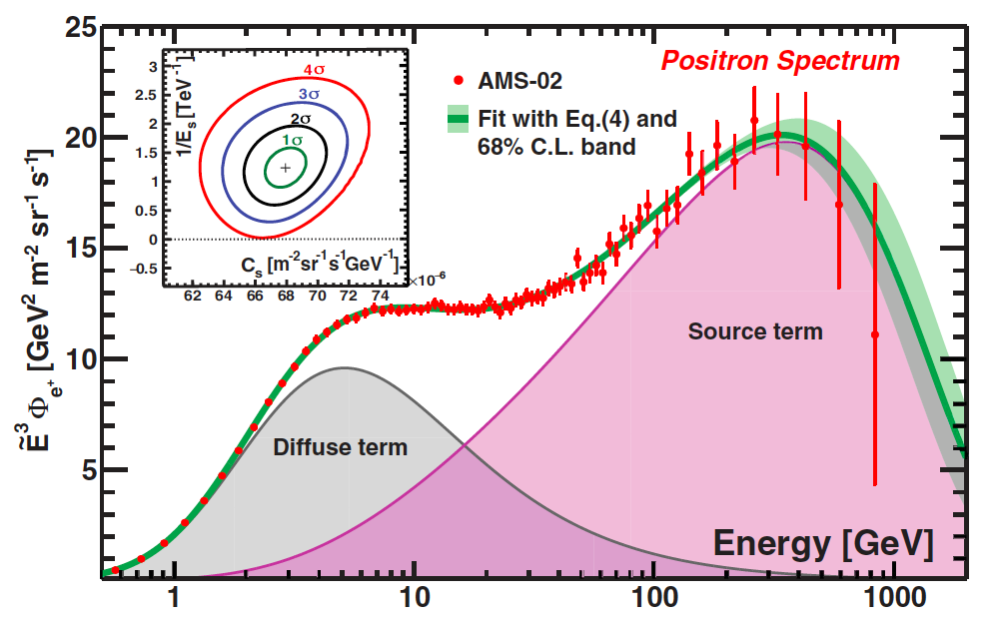 25
20
15
10
5
Ẽ³ Φe⁺ [GeV² m⁻² sr⁻¹ s⁻¹]
Positron Spectrum
AMS-02
Fit with Eq.(4) and
68% C.L. band
3
2.5
2
1.5
1
0.5
0
−0.5
1/Eₛ [TeV⁻¹]
4σ
3σ
2σ
1σ
Cₛ [m⁻²sr⁻¹s⁻¹GeV⁻¹]
×10⁻⁶
62 64 66 68 70 72 74
Source term
Diffuse term
Energy [GeV]
1 10 100 1000